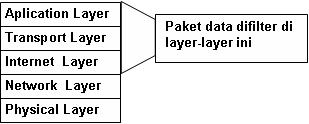 Aplication Layer
Transport Layer
Internet Layer
Network Layer
Physical Layer
Paket data difilter di
layer-layer ini